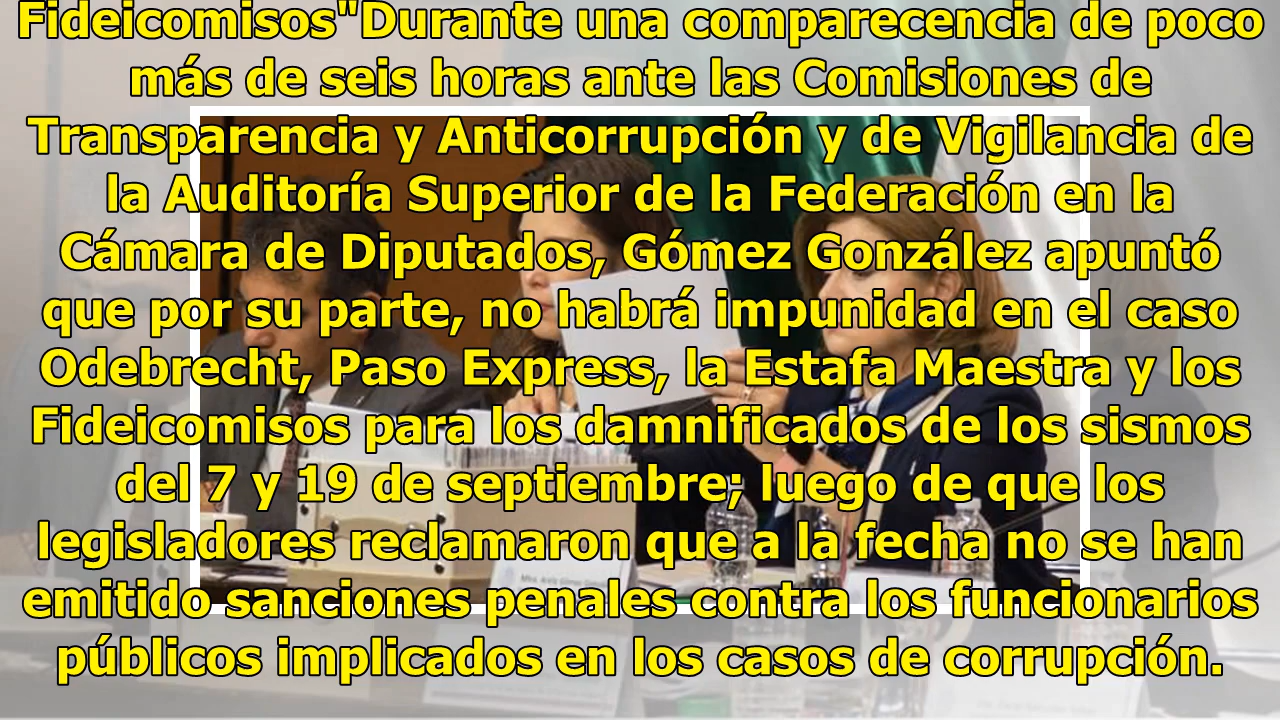 Fideicomisos"Durante una comparecencia de poco
más de seis horas ante las Comisiones de
Transparencia y Anticorrupción y de Vigilancia de
la Auditoría Superior de la Federación en la
Cámara de Diputados, Gómez González apuntó
que por su parte, no habrá impunidad en el caso
Odebrecht, Paso Express, la Estafa Maestra y los
Fideicomisos para los damnificados de los sismos
del 7 y 19 de septiembre; luego de que los
legisladores reclamaron que a la fecha no se han
emitido sanciones penales contra los funcionarios
públicos implicados en los casos de corrupción.